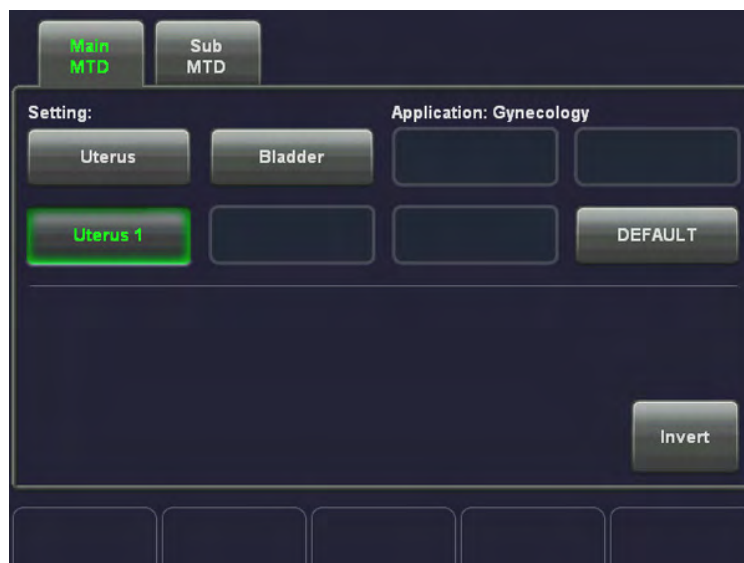 Main
MTD
Sub
MTD
Setting:
Application: Gynecology
Uterus
Bladder
Uterus 1
DEFAULT
Invert